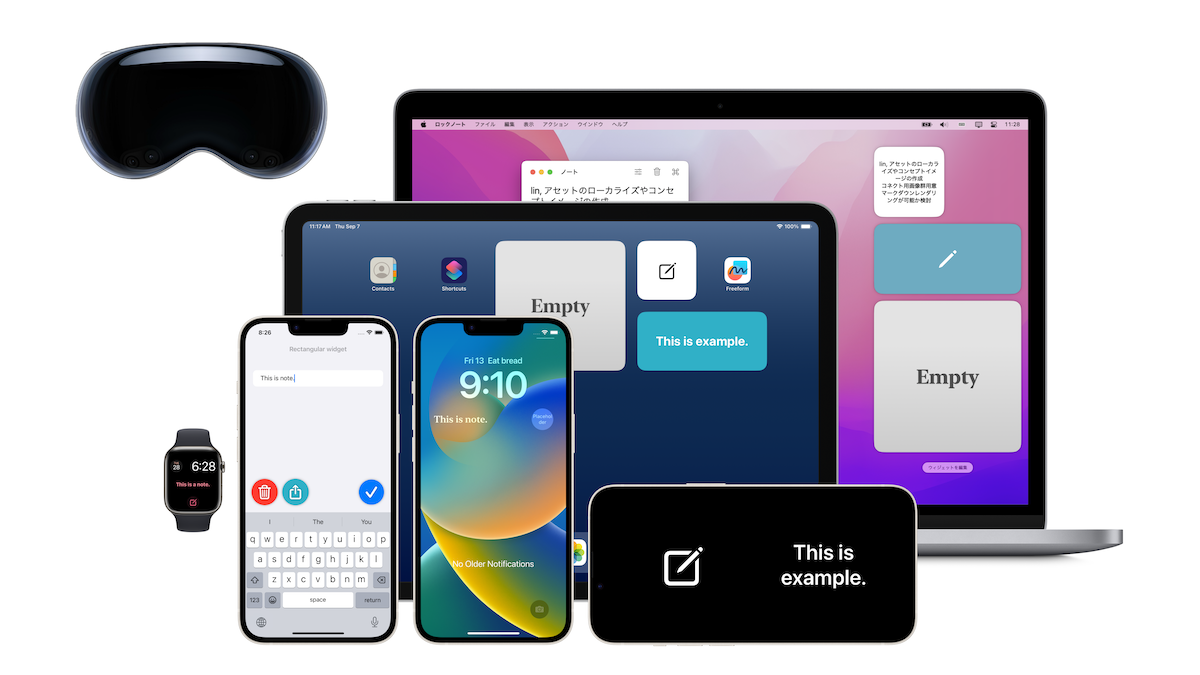 ロックノート ファイル 編集 表示 アクション ウインドウ ヘルプ
11:28
ノート
lin, アセットのローカライズやコンセ
プトイメージの作成
lin, アセットのローカラ
イズやコンセプトイメ
ージの作成
コネクト用画像群用意
マークダウンレンダリ
ングが可能か検討
Empty
ウィジェットを編集
11:17 AM Thu Sep 7
100%
Contacts
Shortcuts
Empty
Freeform
This is example.
8:26
Rectangular widget
This is note.
I The You
q w e r t y u i o p
a s d f g h j k l
z x c v b n m
123 space return
Fri 13 Eat bread
9:10
This is note.
Placehol
der
No Older Notifications
28
6:28
This is a note.
This is
example.